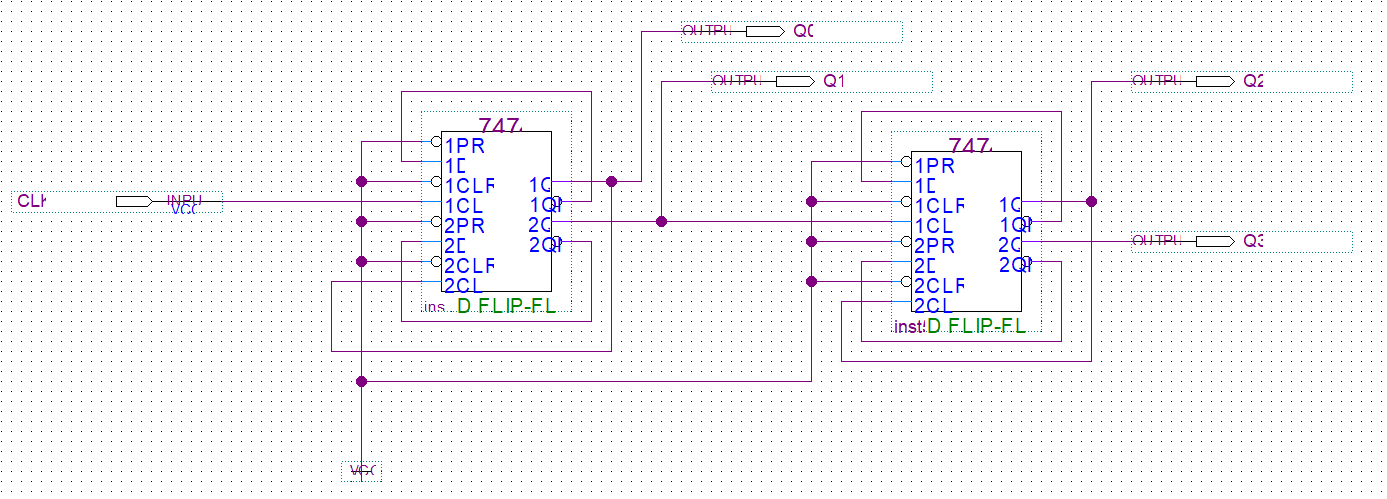 OUTPU
Q0
OUTPU
Q1
OUTPU
Q2
747
1PR
1D
1CLR
1CL
2PR
2D
2CLR
2CL
1Q
1QN
2Q
2QN
ins
D FLIP-FL
747
1PR
1D
1CLR
1CL
2PR
2D
2CLR
2CL
1Q
1QN
2Q
2QN
inst
D FLIP-FL
CLK
INPU
VCC
OUTPU
Q3
VCC